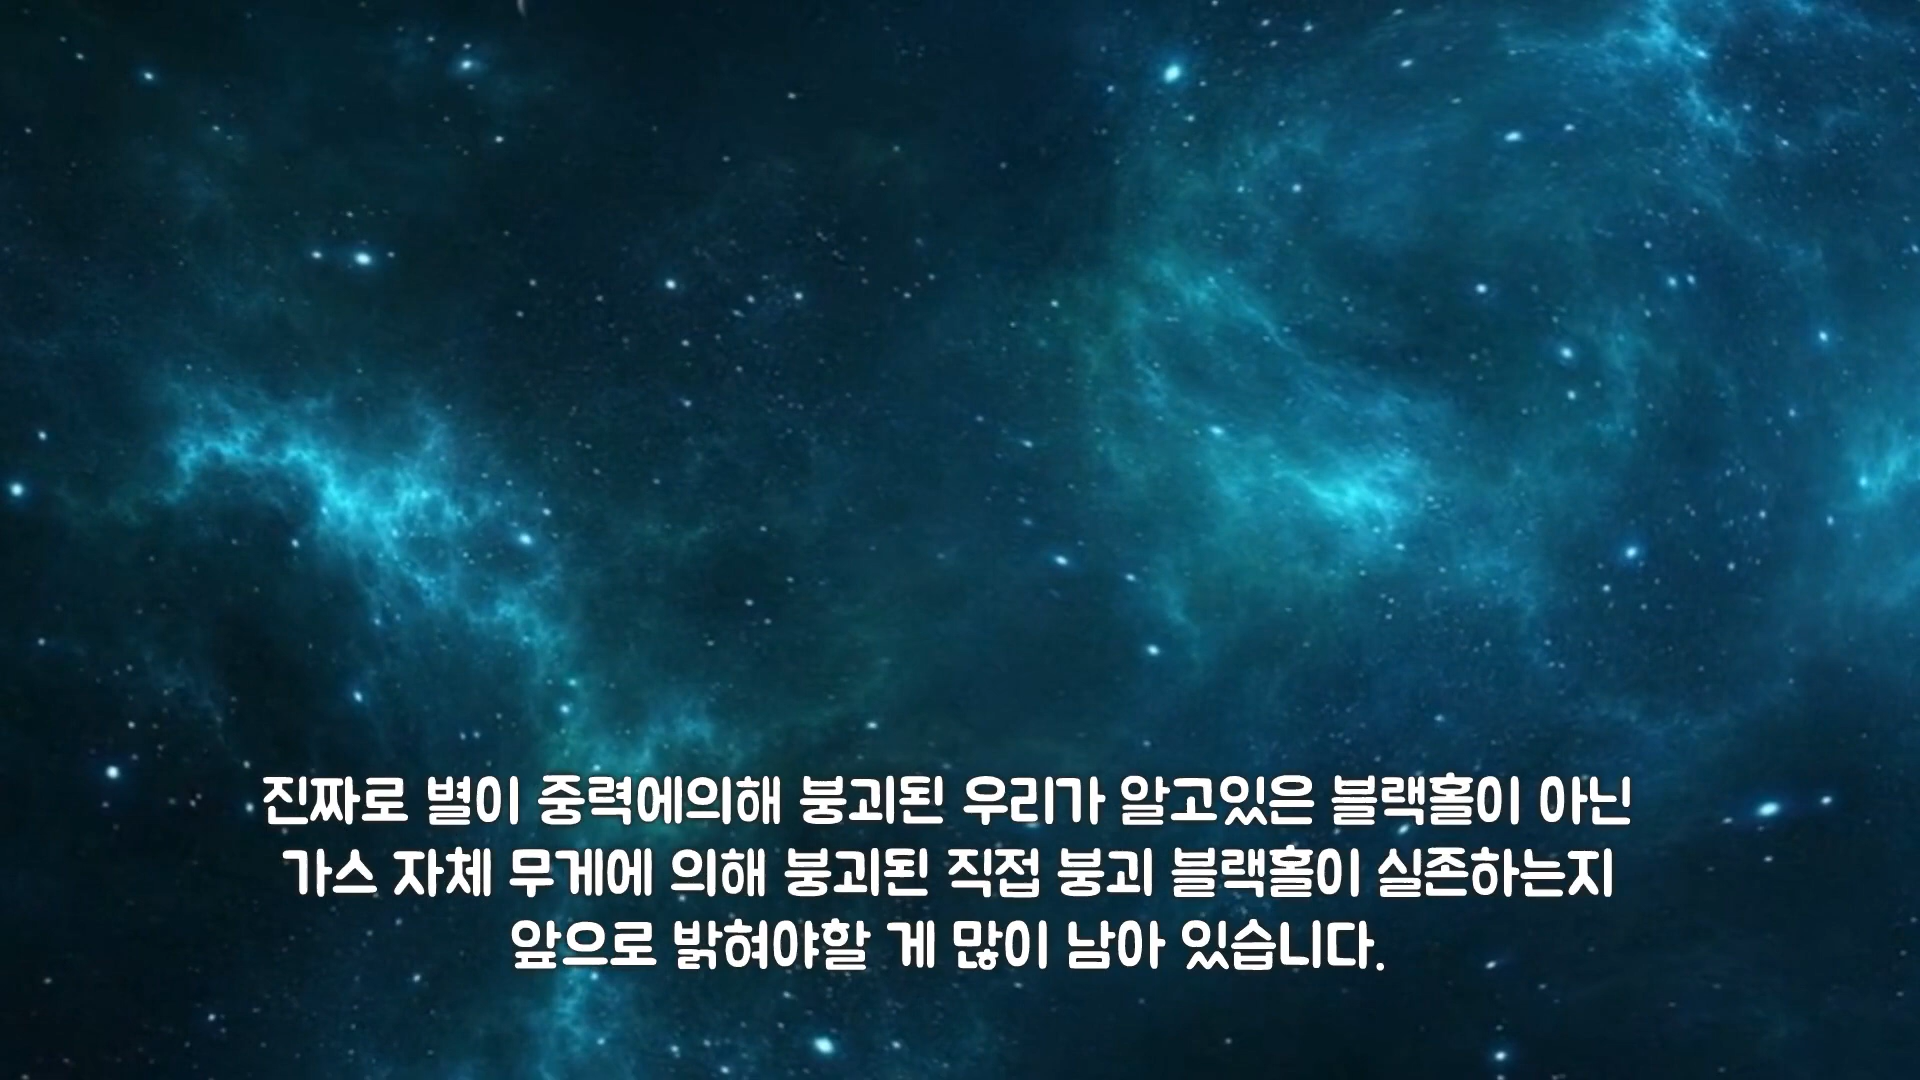 진짜로 별이 중력에의해 붕괴된 우리가 알고있은 블랙홀이 아닌
가스 자체 무게에 의해 붕괴된 직접 붕괴 블랙홀이 실존하는지
앞으로 밝혀야할 게 많이 남아 있습니다.